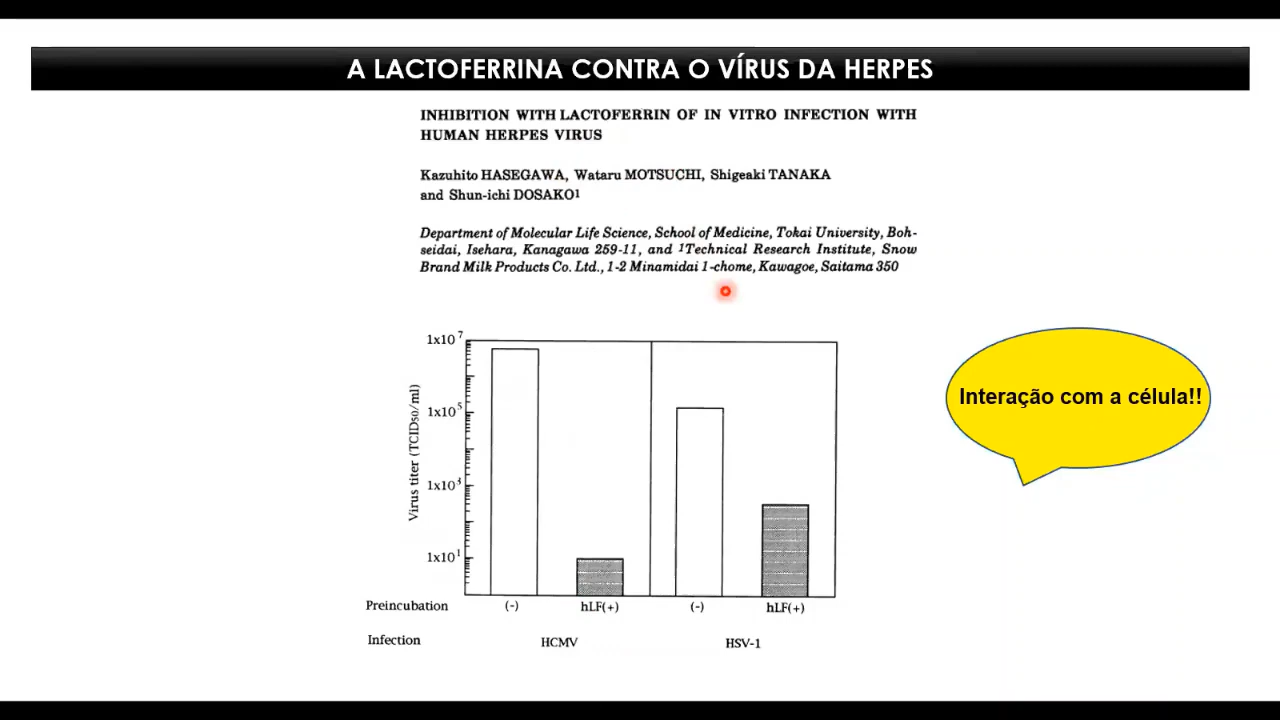 A LACTOFERRINA CONTRA O VÍRUS DA HERPES
INHIBITION WITH LACTOFERRIN OF IN VITRO INFECTION WITH
HUMAN HERPES VIRUS
Kazuhito HASEGAWA, Wataru MOTSUCHI, Shigeaki TANAKA
and Shun-ichi DOSAKO1
Department of Molecular Life Science, School of Medicine, Tokai University, Boh-
seidai, Isehara, Kanagawa 259-11, and 1Technical Research Institute, Snow
Brand Milk Products Co. Ltd., 1-2 Minamidai 1-chome, Kawagoe, Saitama 350
Virus titer (TCID50/ml)
1x10 7
1x10 5
1x10 3
1x10 1
Preincubation (-) hLF(+) (-) hLF(+)
Infection HCMV HSV-1
Interação com a célula!!